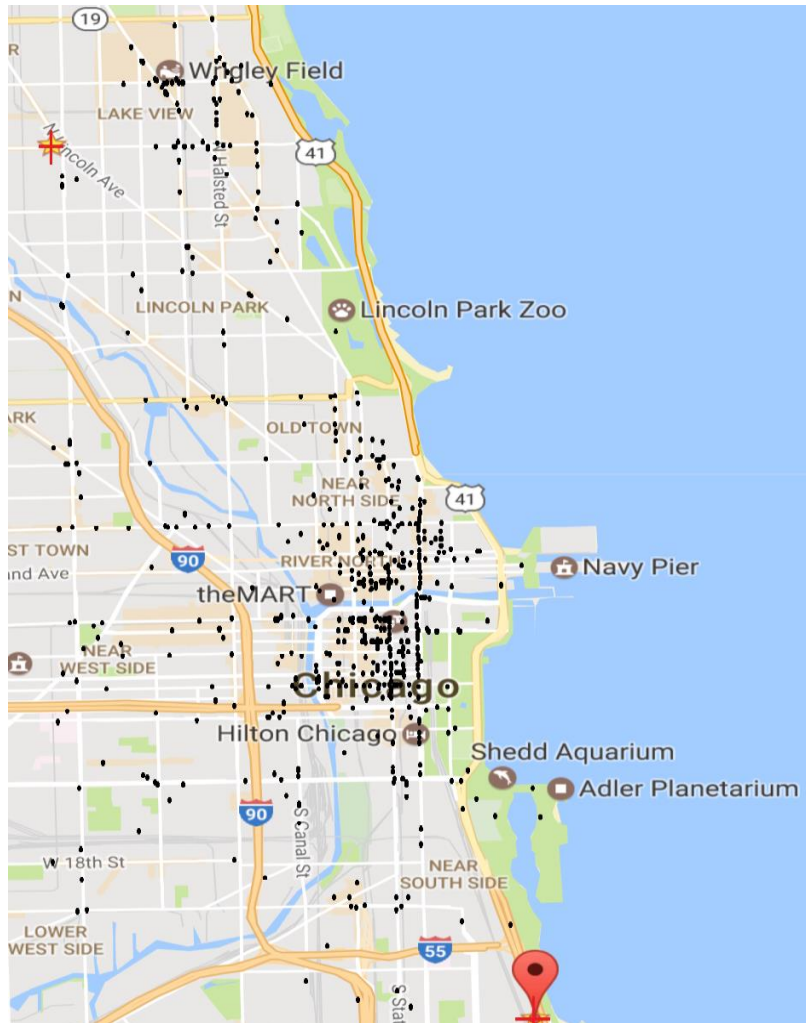 19
R
Wrigley Field
LAKE VIEW
N Lincoln Ave
41
N Halsted St
N
LINCOLN PARK
Lincoln Park Zoo
ARK
OLD TOWN
NEAR
NORTH SIDE
41
ST TOWN
and Ave
90
RIVER NORTH
Navy Pier
theMART
NEAR
WEST SIDE
Chicago
Hilton Chicago
Shedd Aquarium
Adler Planetarium
90
S Canal St
W 18th St
NEAR
SOUTH SIDE
LOWER
WEST SIDE
55
S Stat